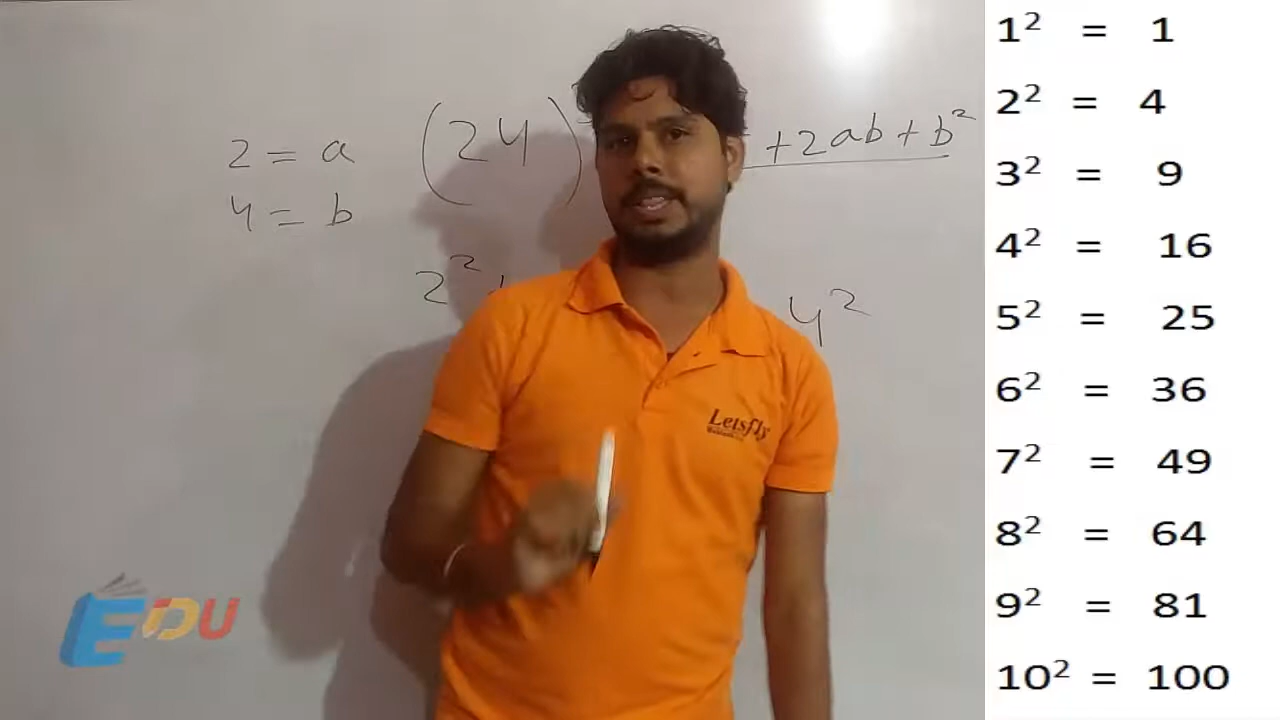 2 = a
(24)
+2ab+b²
4 = b
2²
4²
Letsfly
EDU
1² = 1
2² = 4
3² = 9
4² = 16
5² = 25
6² = 36
7² = 49
8² = 64
9² = 81
10² = 100